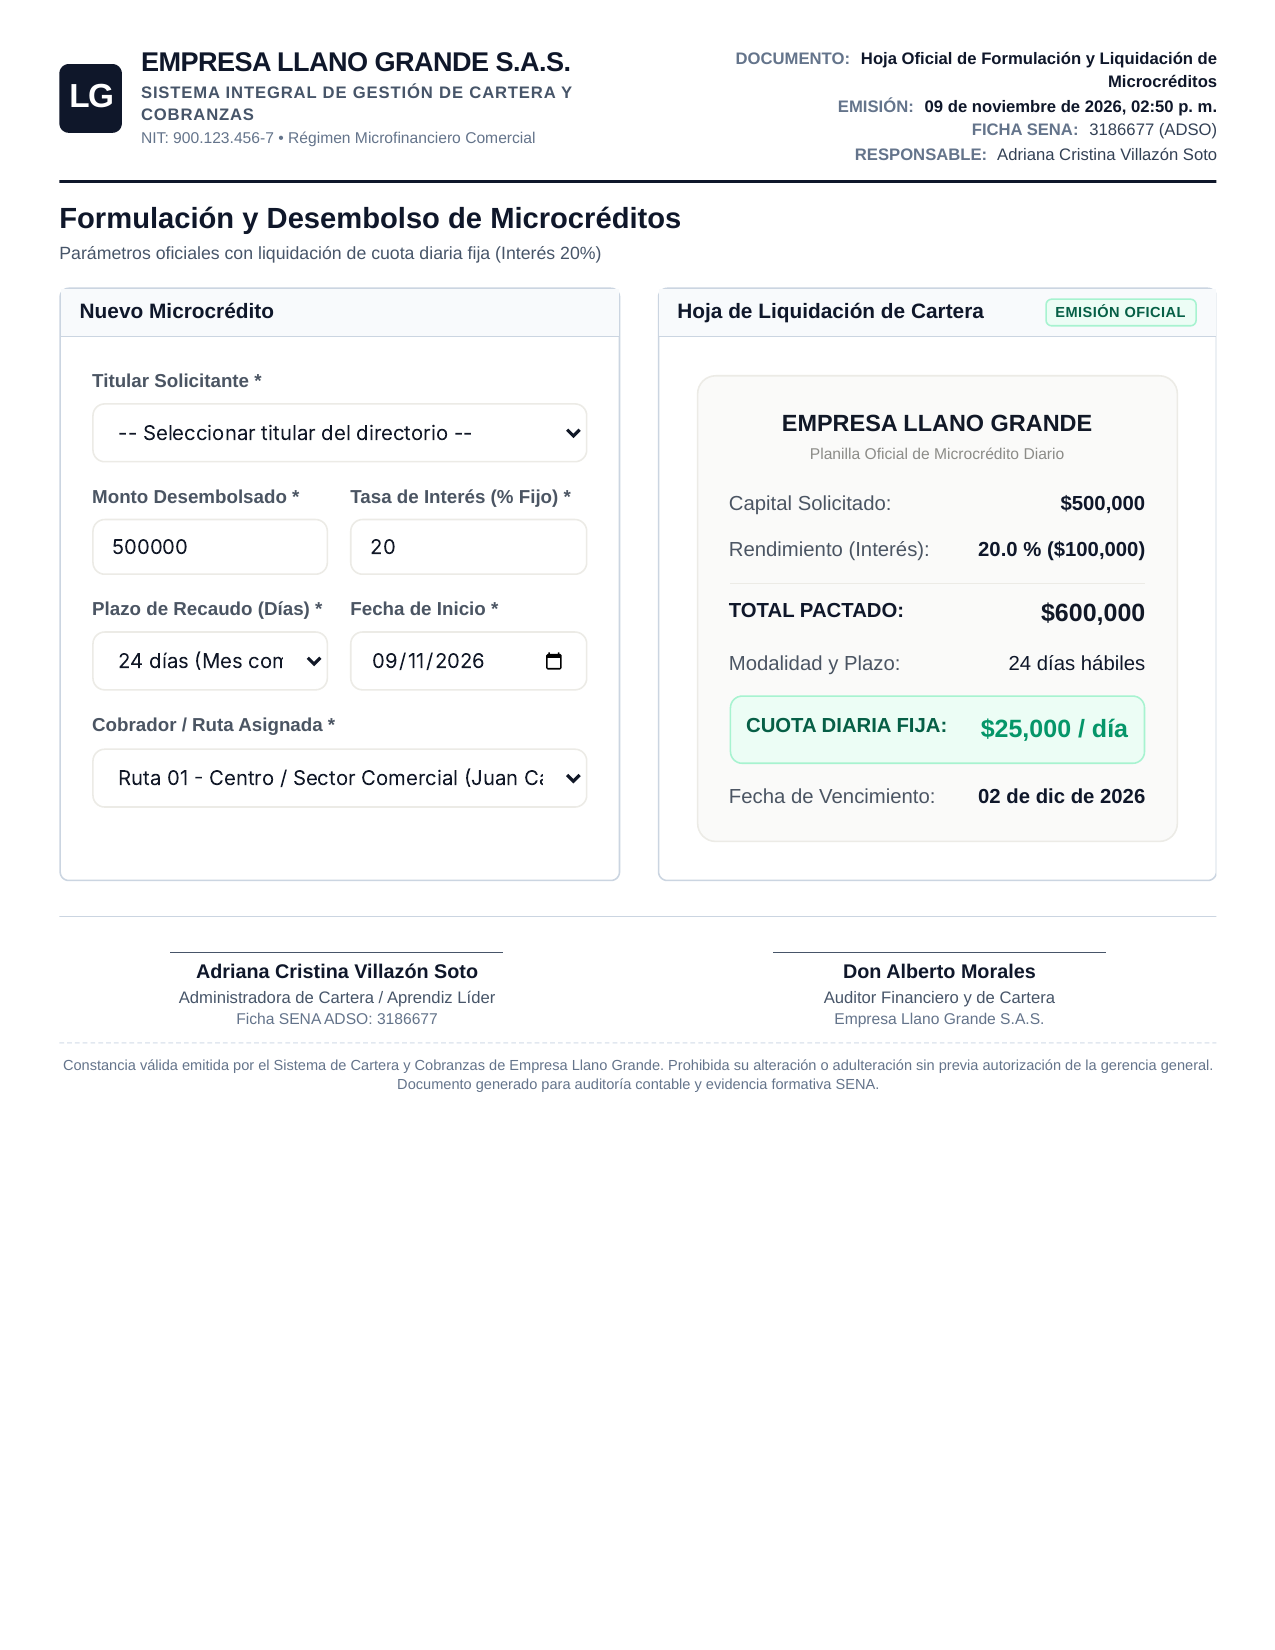 LG
EMPRESA LLANO GRANDE S.A.S.
SISTEMA INTEGRAL DE GESTIÓN DE CARTERA Y
COBRANZAS
NIT: 900.123.456-7 • Régimen Microfinanciero Comercial
DOCUMENTO: Hoja Oficial de Formulación y Liquidación de
Microcréditos
EMISIÓN: 09 de noviembre de 2026, 02:50 p. m.
FICHA SENA: 3186677 (ADSO)
RESPONSABLE: Adriana Cristina Villazón Soto
Formulación y Desembolso de Microcréditos
Parámetros oficiales con liquidación de cuota diaria fija (Interés 20%)
Nuevo Microcrédito
Titular Solicitante *
-- Seleccionar titular del directorio --
Monto Desembolsado * Tasa de Interés (% Fijo) *
500000 20
Plazo de Recaudo (Días) * Fecha de Inicio *
24 días (Mes com 09/11/2026
Cobrador / Ruta Asignada *
Ruta 01 - Centro / Sector Comercial (Juan Ca
Hoja de Liquidación de Cartera EMISIÓN OFICIAL
EMPRESA LLANO GRANDE
Planilla Oficial de Microcrédito Diario
Capital Solicitado: $500,000
Rendimiento (Interés): 20.0 % ($100,000)
TOTAL PACTADO: $600,000
Modalidad y Plazo: 24 días hábiles
CUOTA DIARIA FIJA: $25,000 / día
Fecha de Vencimiento: 02 de dic de 2026
Adriana Cristina Villazón Soto
Administradora de Cartera / Aprendiz Líder
Ficha SENA ADSO: 3186677
Don Alberto Morales
Auditor Financiero y de Cartera
Empresa Llano Grande S.A.S.
Constancia válida emitida por el Sistema de Cartera y Cobranzas de Empresa Llano Grande. Prohibida su alteración o adulteración sin previa autorización de la gerencia general.
Documento generado para auditoría contable y evidencia formativa SENA.